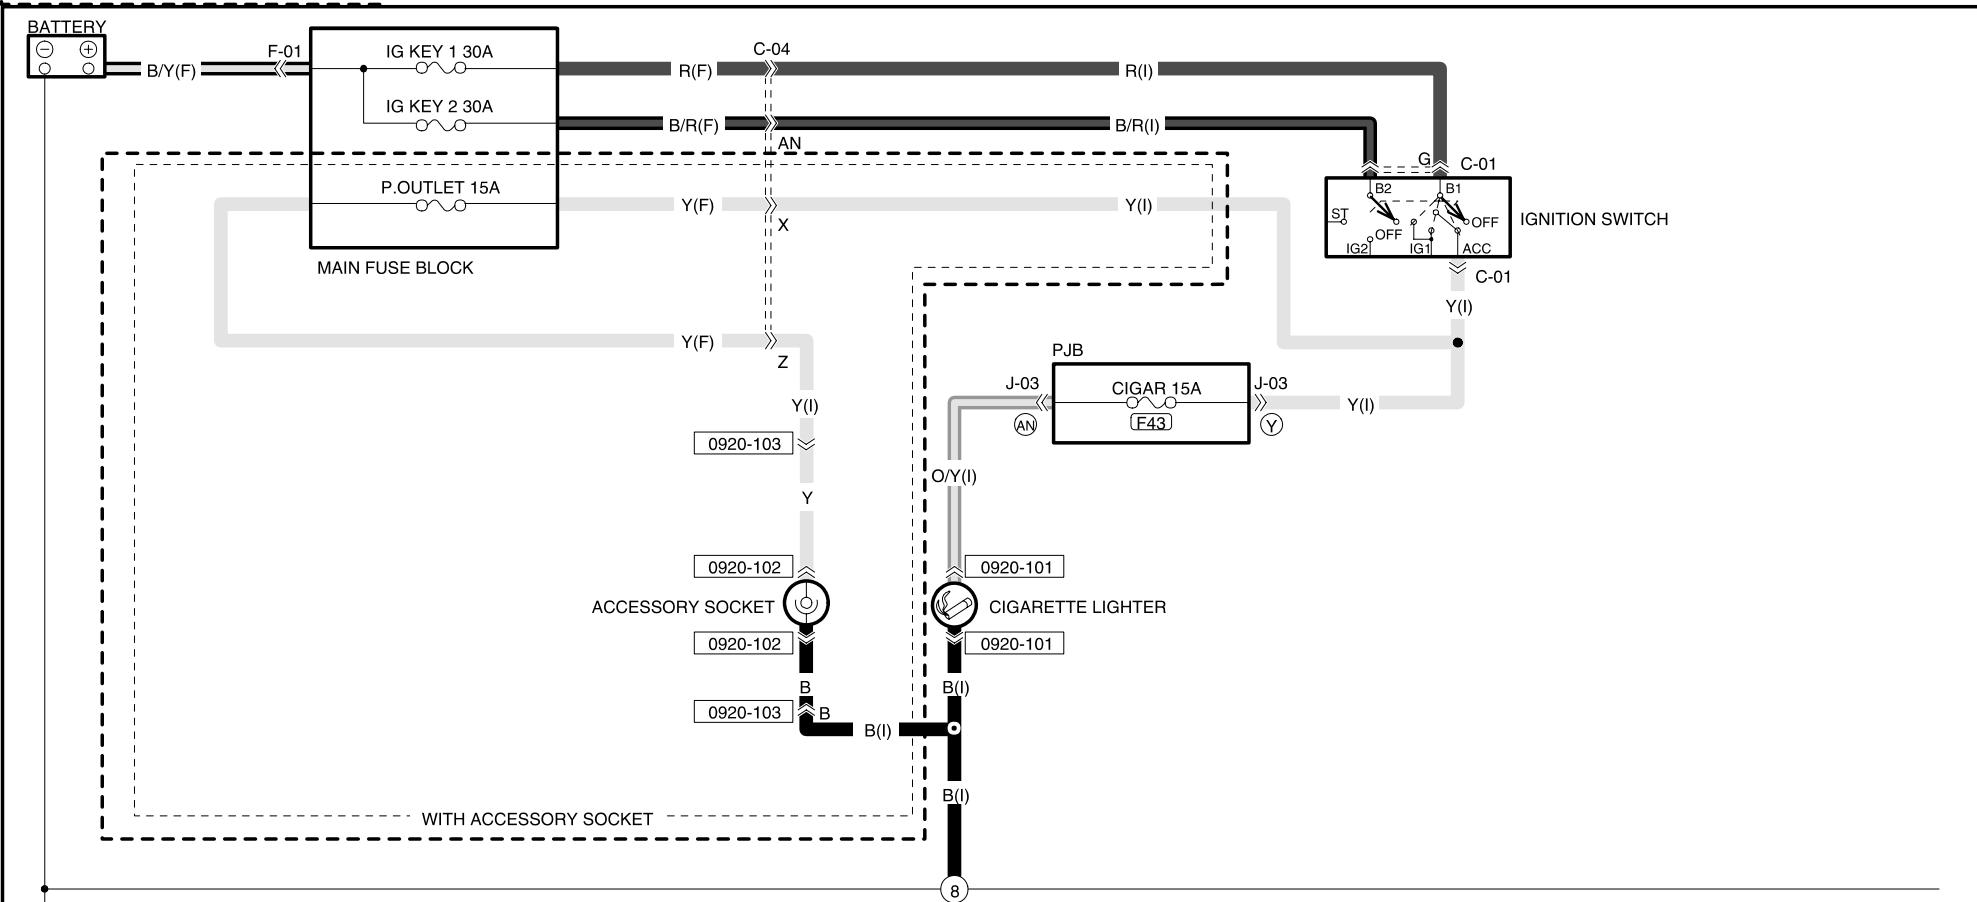 BATTERY
F-01
IG KEY 1 30A
C-04
B/Y(F)
R(F)
R(I)
IG KEY 2 30A
B/R(F)
B/R(I)
AN
G
C-01
P.OUTLET 15A
B2
B1
Y(F)
Y(I)
X
ST
OFF
OFF
IGNITION SWITCH
IG2
IG1
ACC
MAIN FUSE BLOCK
C-01
Y(I)
Y(F)
Z
PJB
J-03
CIGAR 15A
J-03
Y(I)
Y(I)
AN
F43
Y
0920-103
O/Y(I)
Y
0920-102
0920-101
ACCESSORY SOCKET
CIGARETTE LIGHTER
0920-102
0920-101
B
B(I)
0920-103
B
B(I)
B(I)
WITH ACCESSORY SOCKET
8